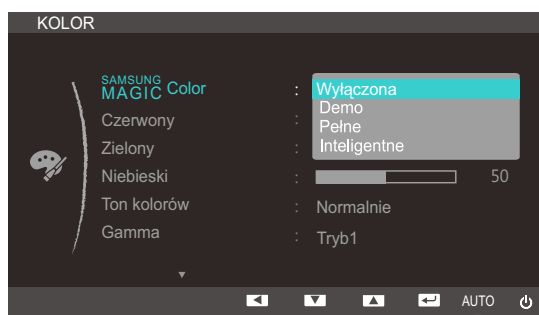 KOLOR
SAMSUNG
MAGIC Color : Wyłączona
Demo
Czerwony :
Pełne
Zielony : Inteligentne
Niebieski : 50
Ton kolorów : Normalnie
Gamma : Tryb1
AUTO